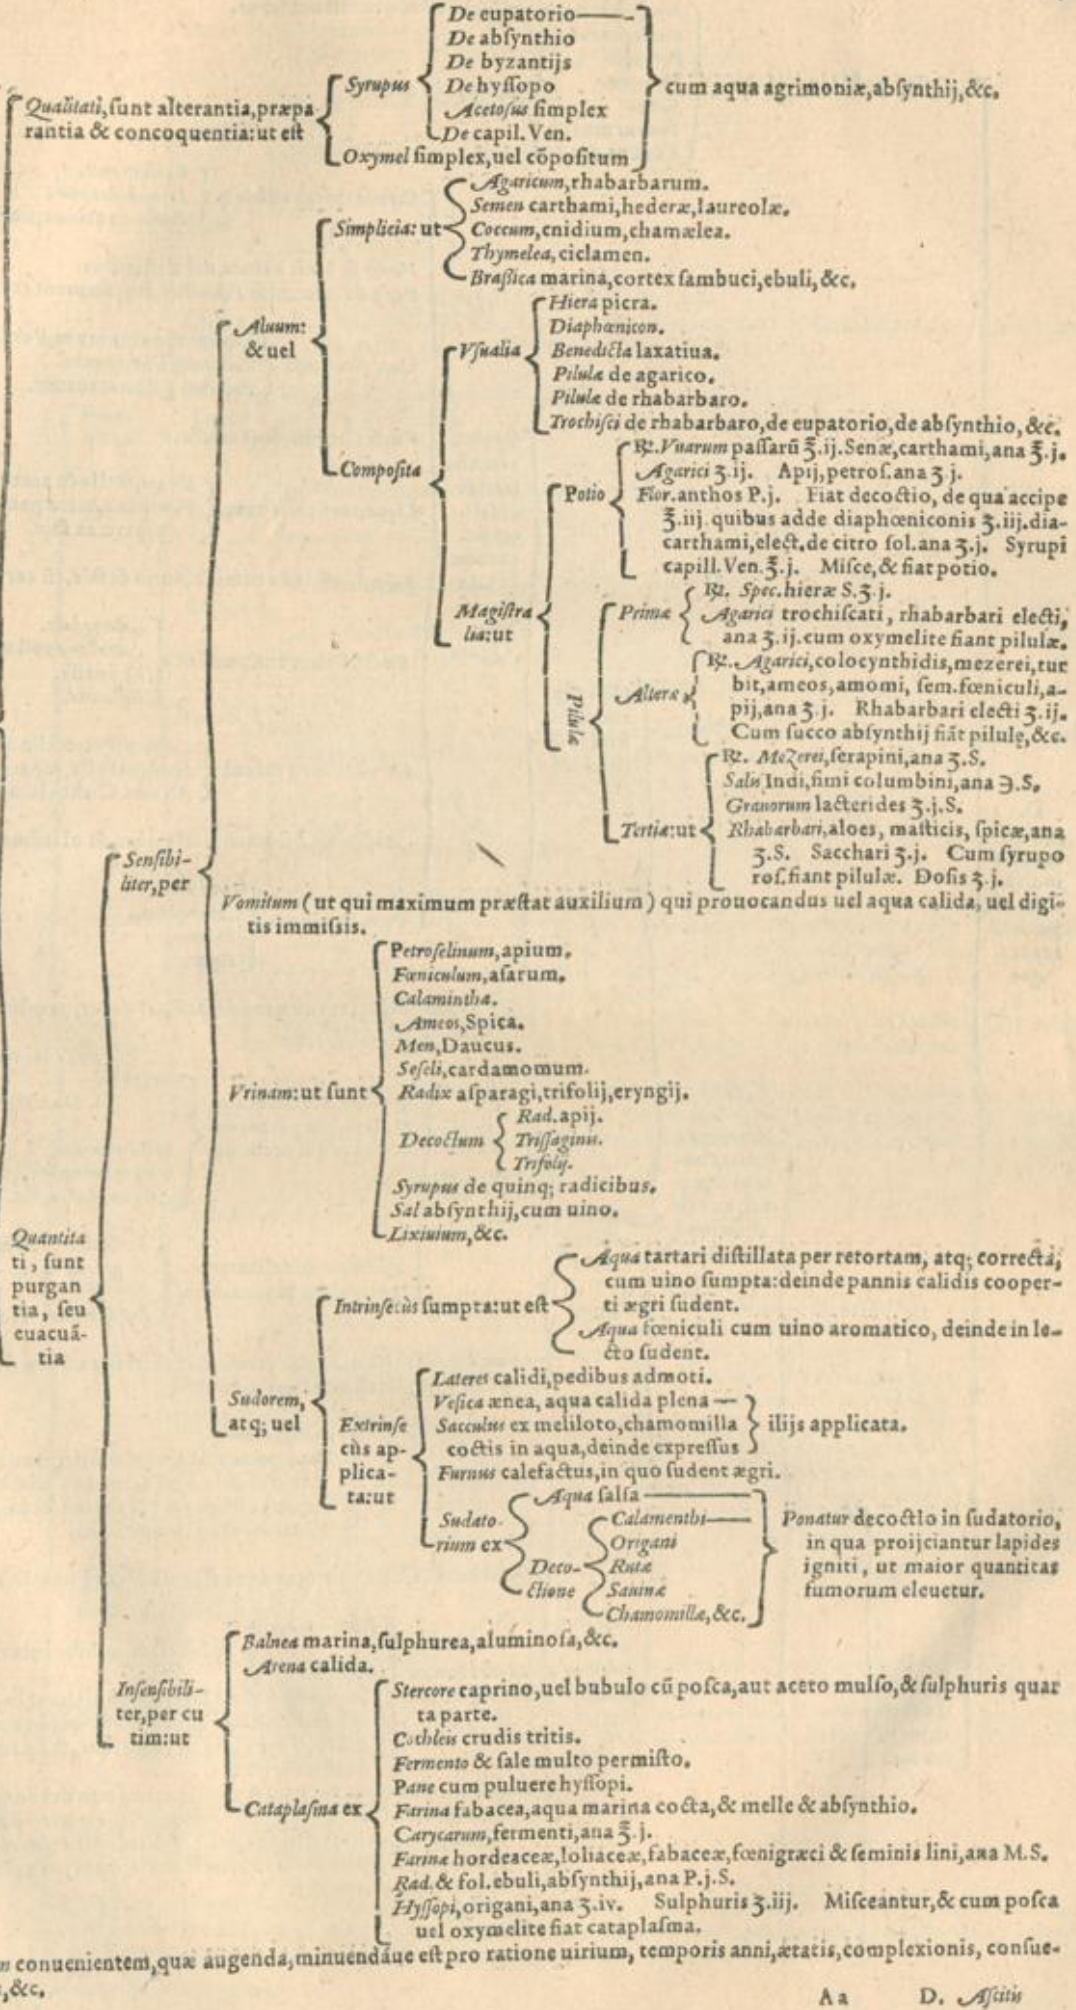 De eupatorio
De abſynthio
De byzantijs
De hyſſopo
Acetoſus ſimplex
De capil. Ven.
Syrupus
Oxymel ſimplex, uel cōpoſitum
cum aqua agrimoniæ, abſynthij, &c.
Qualitati, ſunt alterantia, præpa
rantia & concoquentia: ut eſt
Simplicia: ut
Agaricum, rhabarbarum.
Semen carthami, hederæ, laureolæ.
Coccum, cnidium, chamælea.
Thymelea, ciclamen.
Braſsica marina, cortex ſambuci, ebuli, &c.
Aluum:
& uel
Compoſita
Vſualia
Hiera picra.
Diaphœnicon.
Benedicta laxatiua.
Pilulæ de agarico.
Pilulæ de rhabarbaro.
Trochiſci de rhabarbaro, de eupatorio, de abſynthio, &c.
Magiſtra
lia: ut
Potio
℞. Vuarum paſſarū ℥.ij. Senæ, carthami, ana ℥.j.
Agarici ʒ.ij. Apij, petroſ. ana ʒ.j.
Flor. anthos P.j. Fiat decoctio, de qua accipe
℥.iij. quibus adde diaphœniconis ʒ.iij. dia-
carthami, elect. de citro ſol. ana ʒ.j. Syrupi
capill. Ven. ℥.j. Miſce, & fiat potio.
Pilulæ
Primæ
℞. Spec. hieræ S. ʒ.j.
Agarici trochiſcati, rhabarbari electi,
ana ʒ.ij. cum oxymelite fiant pilulæ.
Alteræ
℞. Agarici, colocynthidis, mezerei, tur
bit, ameos, amomi, ſem. fœniculi, a-
pij, ana ʒ.j. Rhabarbari electi ʒ.ij.
Cum ſucco abſynthij fiāt pilulę, &c.
Tertiæ: ut
℞. Mezerei, ſerapini, ana ʒ.S.
Salis Indi, fimi columbini, ana ℈.S.
Granorum lacterides ʒ.j.S.
Rhabarbari, aloes, maſticis, ſpicæ, ana
ʒ.S. Sacchari ʒ.j. Cum ſyrupo
roſ. fiant pilulæ. Doſis ʒ.j.
Senſibi-
liter, per
Vomitum (ut qui maximum præſtat auxilium) qui prouocandus uel aqua calida, uel digi-
tis immiſsis.
Vrinam: ut ſunt
Petroſelinum, apium.
Fœniculum, aſarum.
Calamintha.
Ameos, Spica.
Men, Daucus.
Seſeli, cardamomum.
Radix aſparagi, trifolij, eryngij.
Decoctum
Rad. apij.
Triſſaginis.
Trifolij.
Syrupus de quinq; radicibus.
Sal abſynthij, cum uino.
Lixiuium, &c.
Quantita
ti, ſunt
purgan
tia, ſeu
euacuā-
tia
Sudorem,
atq; uel
Intrinſecùs ſumpta: ut eſt
Aqua tartari diſtillata per retortam, atq; correcta,
cum uino ſumpta: deinde pannis calidis cooper-
ti ægri ſudent.
Aqua fœniculi cum uino aromatico, deinde in le-
cto ſudent.
Extrinſe
cùs ap-
plica-
ta: ut
Lateres calidi, pedibus admoti.
Veſica ænea, aqua calida plena
Sacculus ex meliloto, chamomilla
coctis in aqua, deinde expreſſus
ilijs applicata.
Furnus calefactus, in quo ſudent ægri.
Sudato-
rium ex
Aqua ſalſa
Deco-
ctione
Calamenthi
Origani
Rutæ
Sauinæ
Chamomillæ, &c.
Ponatur decoctio in ſudatorio,
in qua proijciantur lapides
igniti, ut maior quantitas
fumorum eleuetur.
Inſenſibili-
ter, per cu
tim: ut
Balnea marina, ſulphurea, aluminoſa, &c.
Arena calida.
Cataplaſma ex
Stercore caprino, uel bubulo cū poſca, aut aceto mulſo, & ſulphuris quar
ta parte.
Cochleis crudis tritis.
Fermento & ſale multo permiſto.
Pane cum puluere hyſſopi.
Farina fabacea, aqua marina cocta, & melle & abſynthio.
Carycarum, fermenti, ana ℥.j.
Farinæ hordeaceæ, loliaceæ, fabaceæ, fœnigræci & ſeminis lini, ana M.S.
Rad. & fol. ebuli, abſynthij, ana P.j.S.
Hyſſopi, origani, ana ʒ.iv. Sulphuris ʒ.iij. Miſceantur, & cum poſca
uel oxymelite fiat cataplaſma.
conuenientem, quæ augenda, minuendáue eſt pro ratione uirium, temporis anni, ætatis, complexionis, conſue-
, &c.
Aa D. Aſcitis